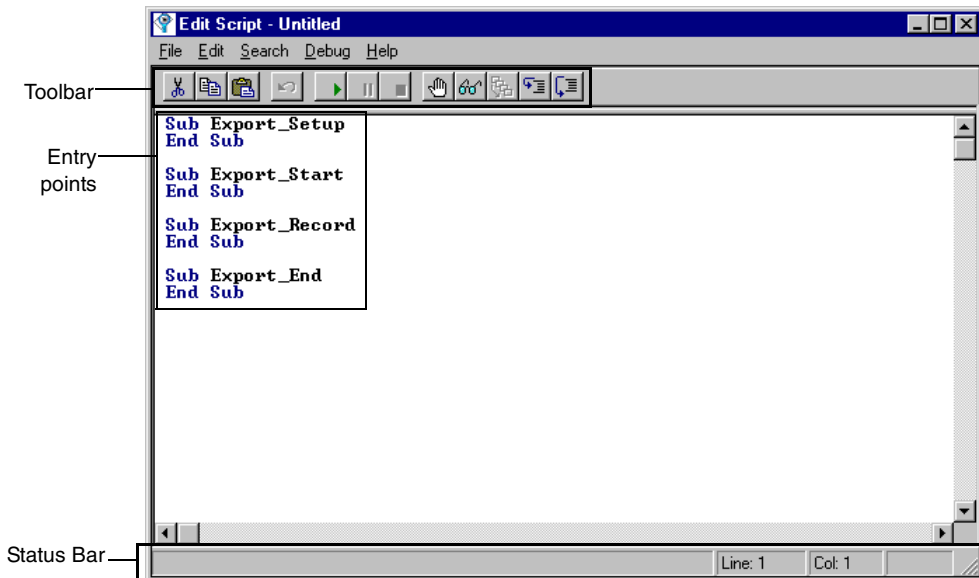 Edit Script - Untitled
File Edit Search Debug Help
Toolbar
Entry
points
Sub Export_Setup
End Sub
Sub Export_Start
End Sub
Sub Export_Record
End Sub
Sub Export_End
End Sub
Status Bar
Line: 1 Col: 1